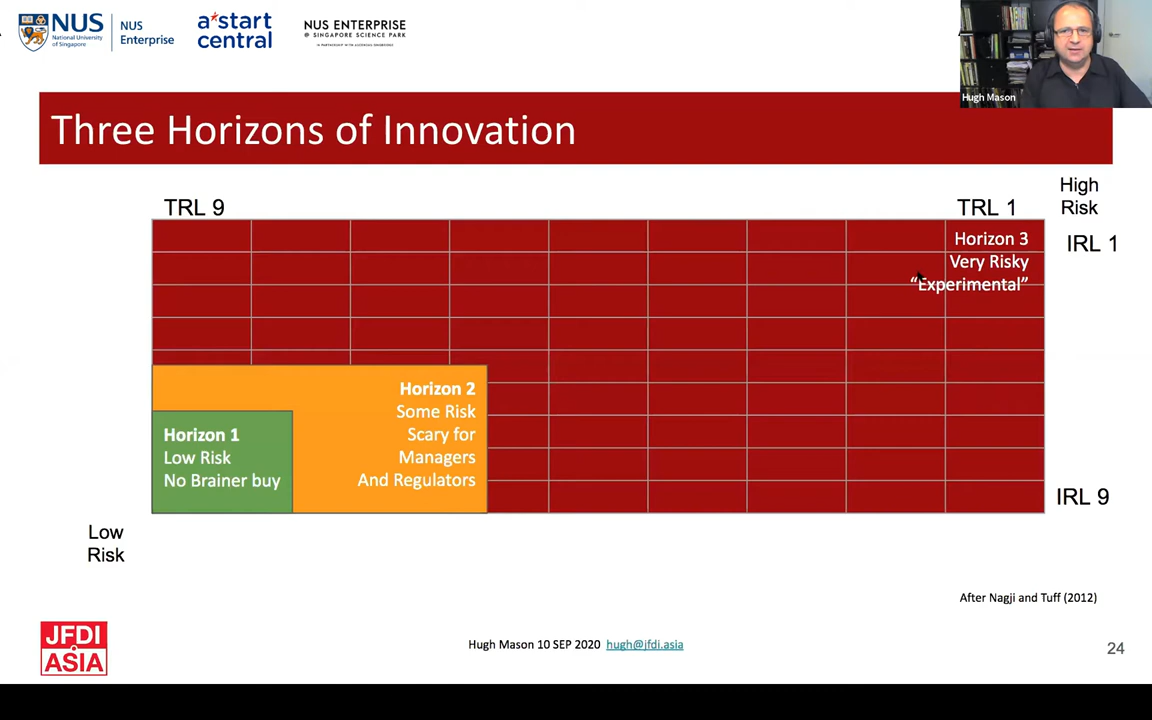 NUS
National University
of Singapore
NUS
Enterprise
a*start
central
NUS ENTERPRISE
@ SINGAPORE SCIENCE PARK
Hugh Mason
Three Horizons of Innovation
TRL 9
TRL 1
High
Risk
IRL 1
Horizon 3
Very Risky
“Experimental”
Horizon 2
Some Risk
Scary for
Managers
And Regulators
Horizon 1
Low Risk
No Brainer buy
IRL 9
Low
Risk
After Nagji and Tuff (2012)
JFDI
ASIA
Hugh Mason 10 SEP 2020 hugh@jfdi.asia
24